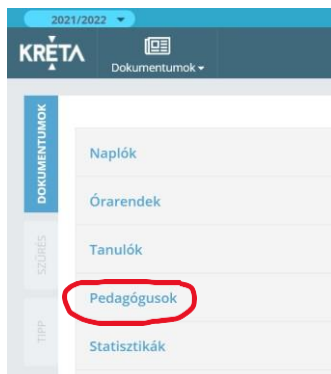 2021/2022
KRÉTA
Dokumentumok
DOKUMENTUMOK
Naplók
Órarendek
SZŰRÉS
Tanulók
Pedagógusok
TIPP
Statisztikák